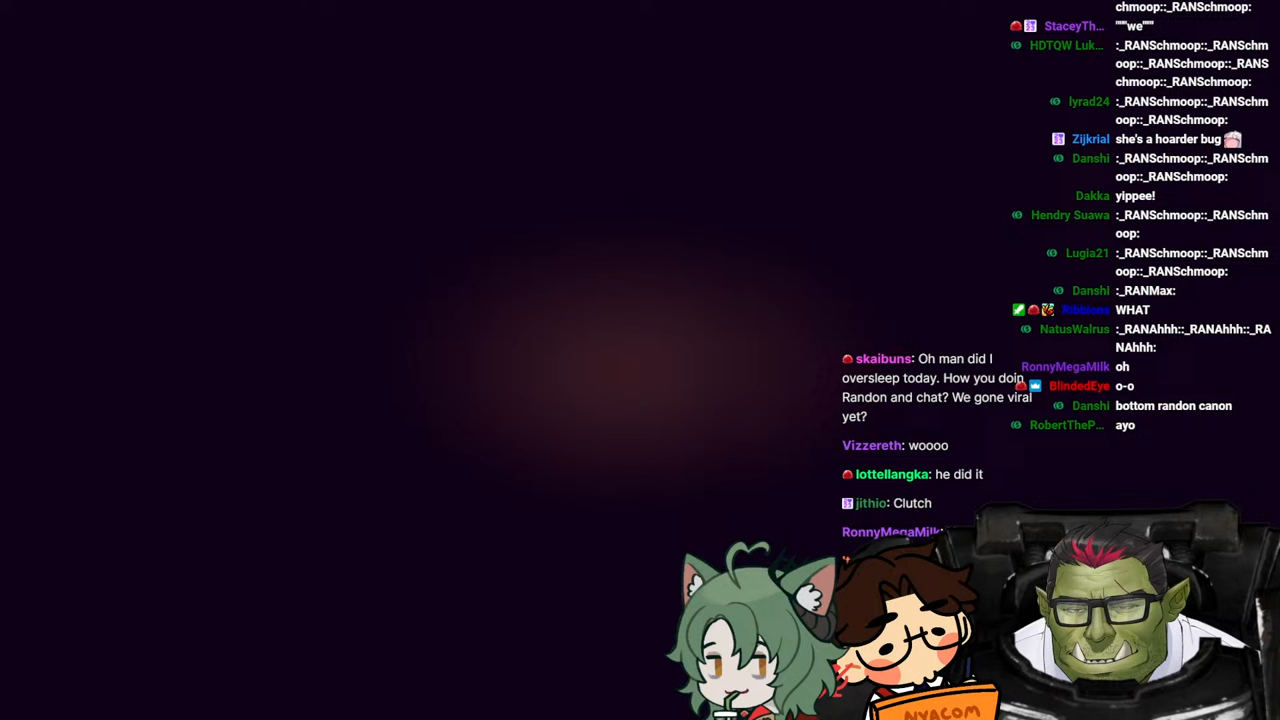 skaibuns: Oh man did I
oversleep today. How you doin
Randon and chat? We gone viral
yet?
Vizzereth: woooo
lottellangka: he did it
jithio: Clutch
RonnyMegaMilk:
chmoop::_RANSchmoop:
StaceyTh... """we"""
HDTQW Luk... :_RANSchmoop::_RANSchm
oop::_RANSchmoop::_RANS
chmoop::_RANSchmoop:
lyrad24 :_RANSchmoop::_RANSchm
oop::_RANSchmoop:
Zijkrial she's a hoarder bug
Danshi :_RANSchmoop::_RANSchm
oop::_RANSchmoop:
Dakka yippee!
Hendry Suawa :_RANSchmoop::_RANSchm
oop:
Lugia21 :_RANSchmoop::_RANSchm
oop::_RANSchmoop:
Danshi :_RANMax:
Ribbions WHAT
NatusWalrus :_RANAhhh::_RANAhhh::_RA
NAhhh:
RonnyMegaMilk oh
BlindedEye o-o
Danshi bottom randon canon
RobertTheP... ayo
NYACOM